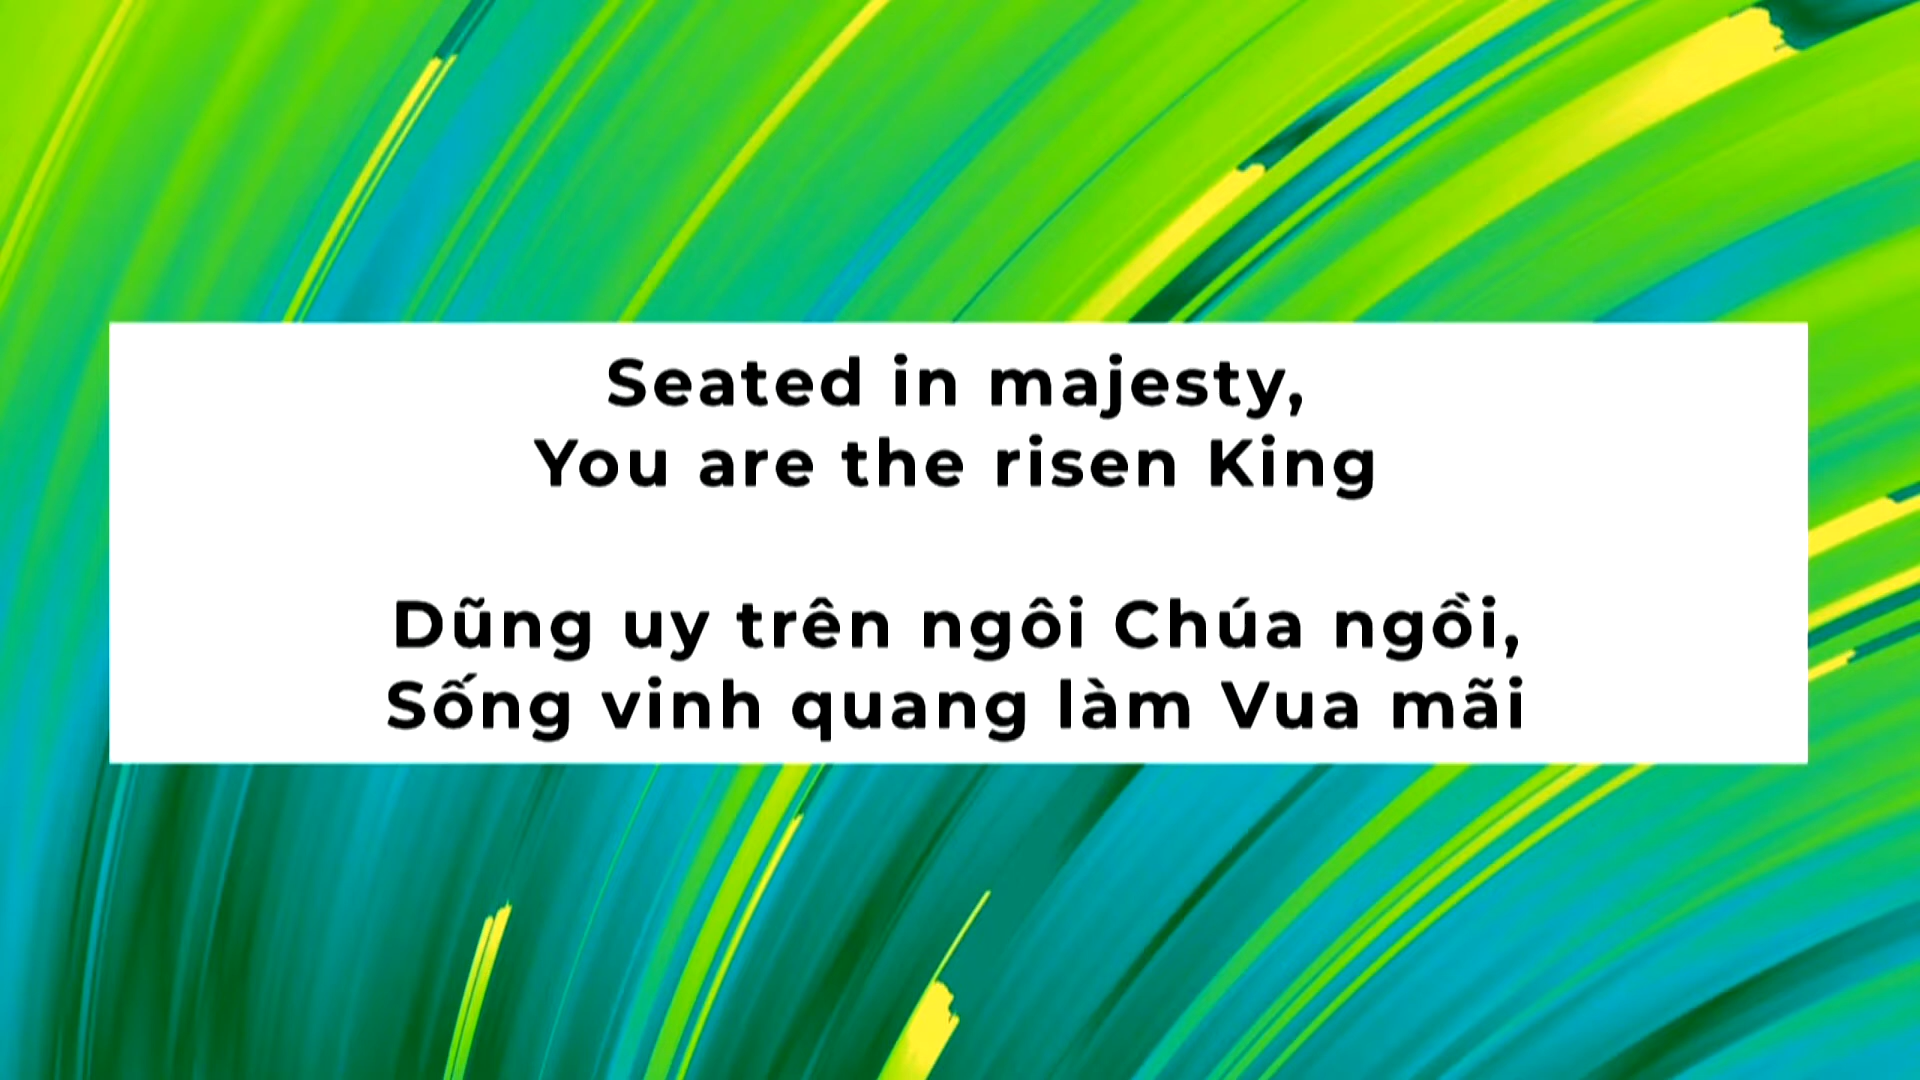 Seated in majesty,
You are the risen King
Dũng uy trên ngôi Chúa ngồi,
Sống vinh quang làm Vua mãi